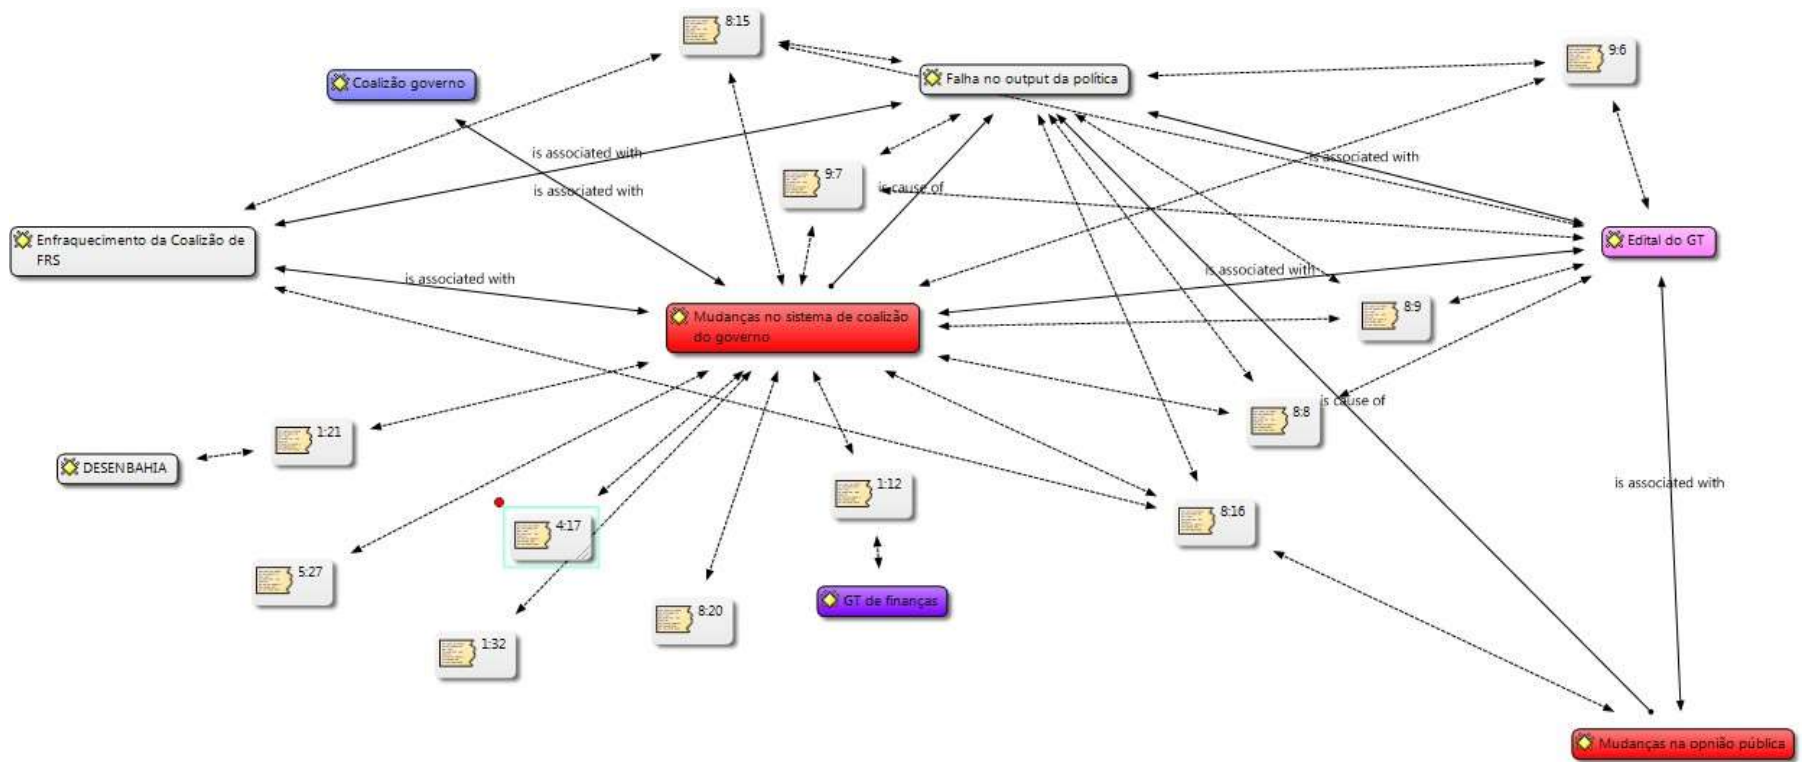 8:15
9:6
Coalizão governo
Falha no output da política
is associated with
is associated with
is associated with
9:7
is cause of
Enfraquecimento da Coalizão de
FRS
Edital do GT
is associated with
is associated with
Mudanças no sistema de coalizão
do governo
8:9
8:8
is cause of
1:21
DESENBAHIA
1:12
is associated with
4:17
8:16
5:27
GT de finanças
8:20
1:32
Mudanças na opnião pública